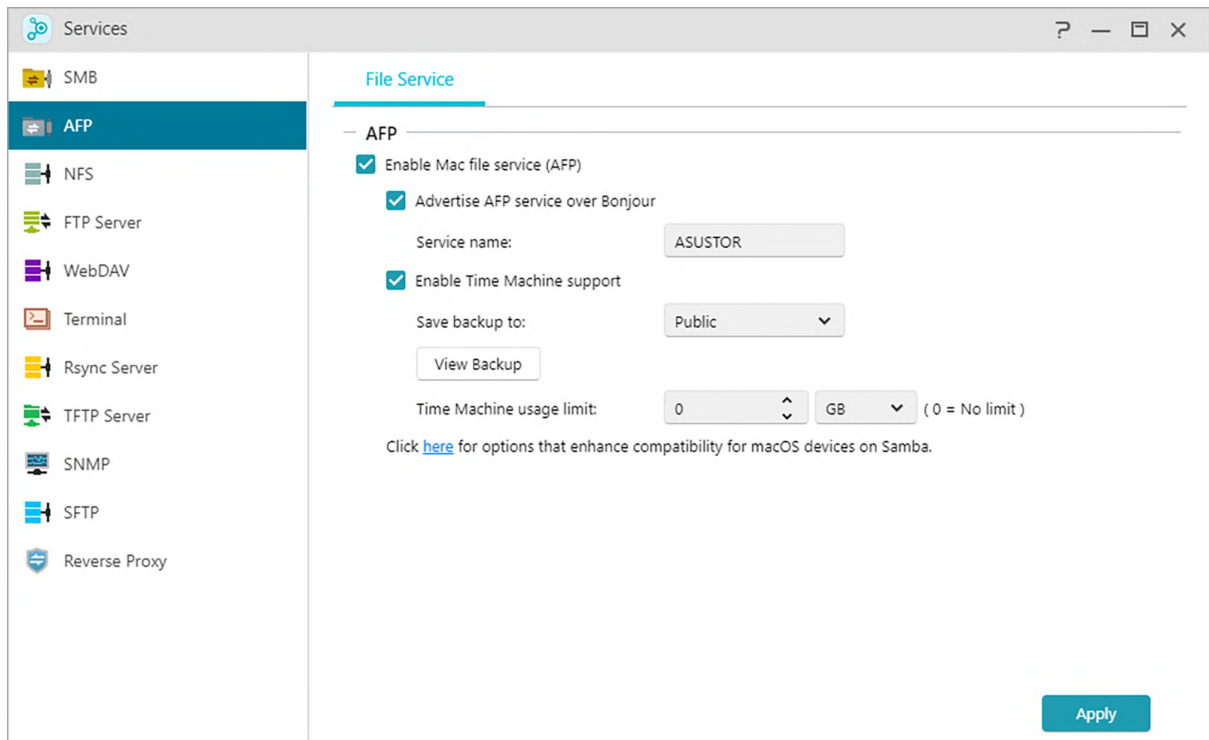 Services
SMB
AFP
NFS
FTP Server
WebDAV
Terminal
Rsync Server
TFTP Server
SNMP
SFTP
Reverse Proxy
File Service
AFP
Enable Mac file service (AFP)
Advertise AFP service over Bonjour
Service name: ASUSTOR
Enable Time Machine support
Save backup to: Public
View Backup
Time Machine usage limit: 0 GB ( 0 = No limit )
Click here for options that enhance compatibility for macOS devices on Samba.
Apply